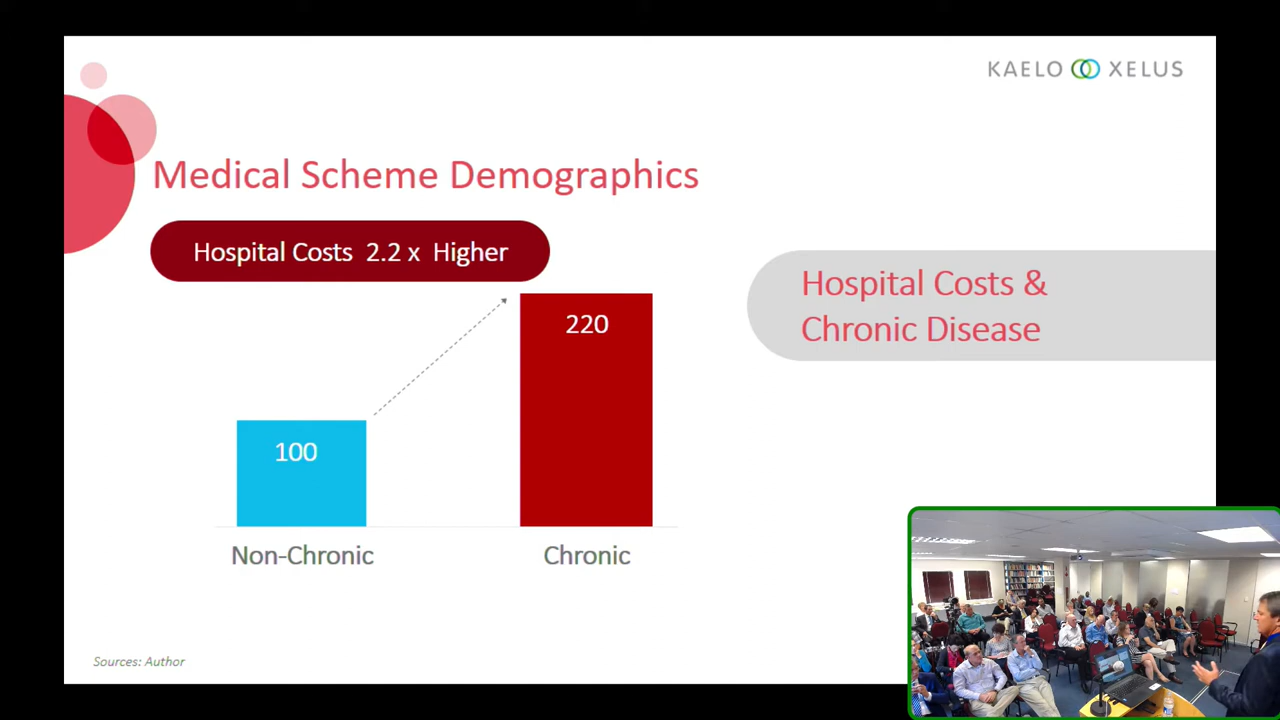 KAELO XELUS
Medical Scheme Demographics
Hospital Costs 2.2 x Higher
Hospital Costs &
Chronic Disease
220
100
Non-Chronic
Chronic
Sources: Author